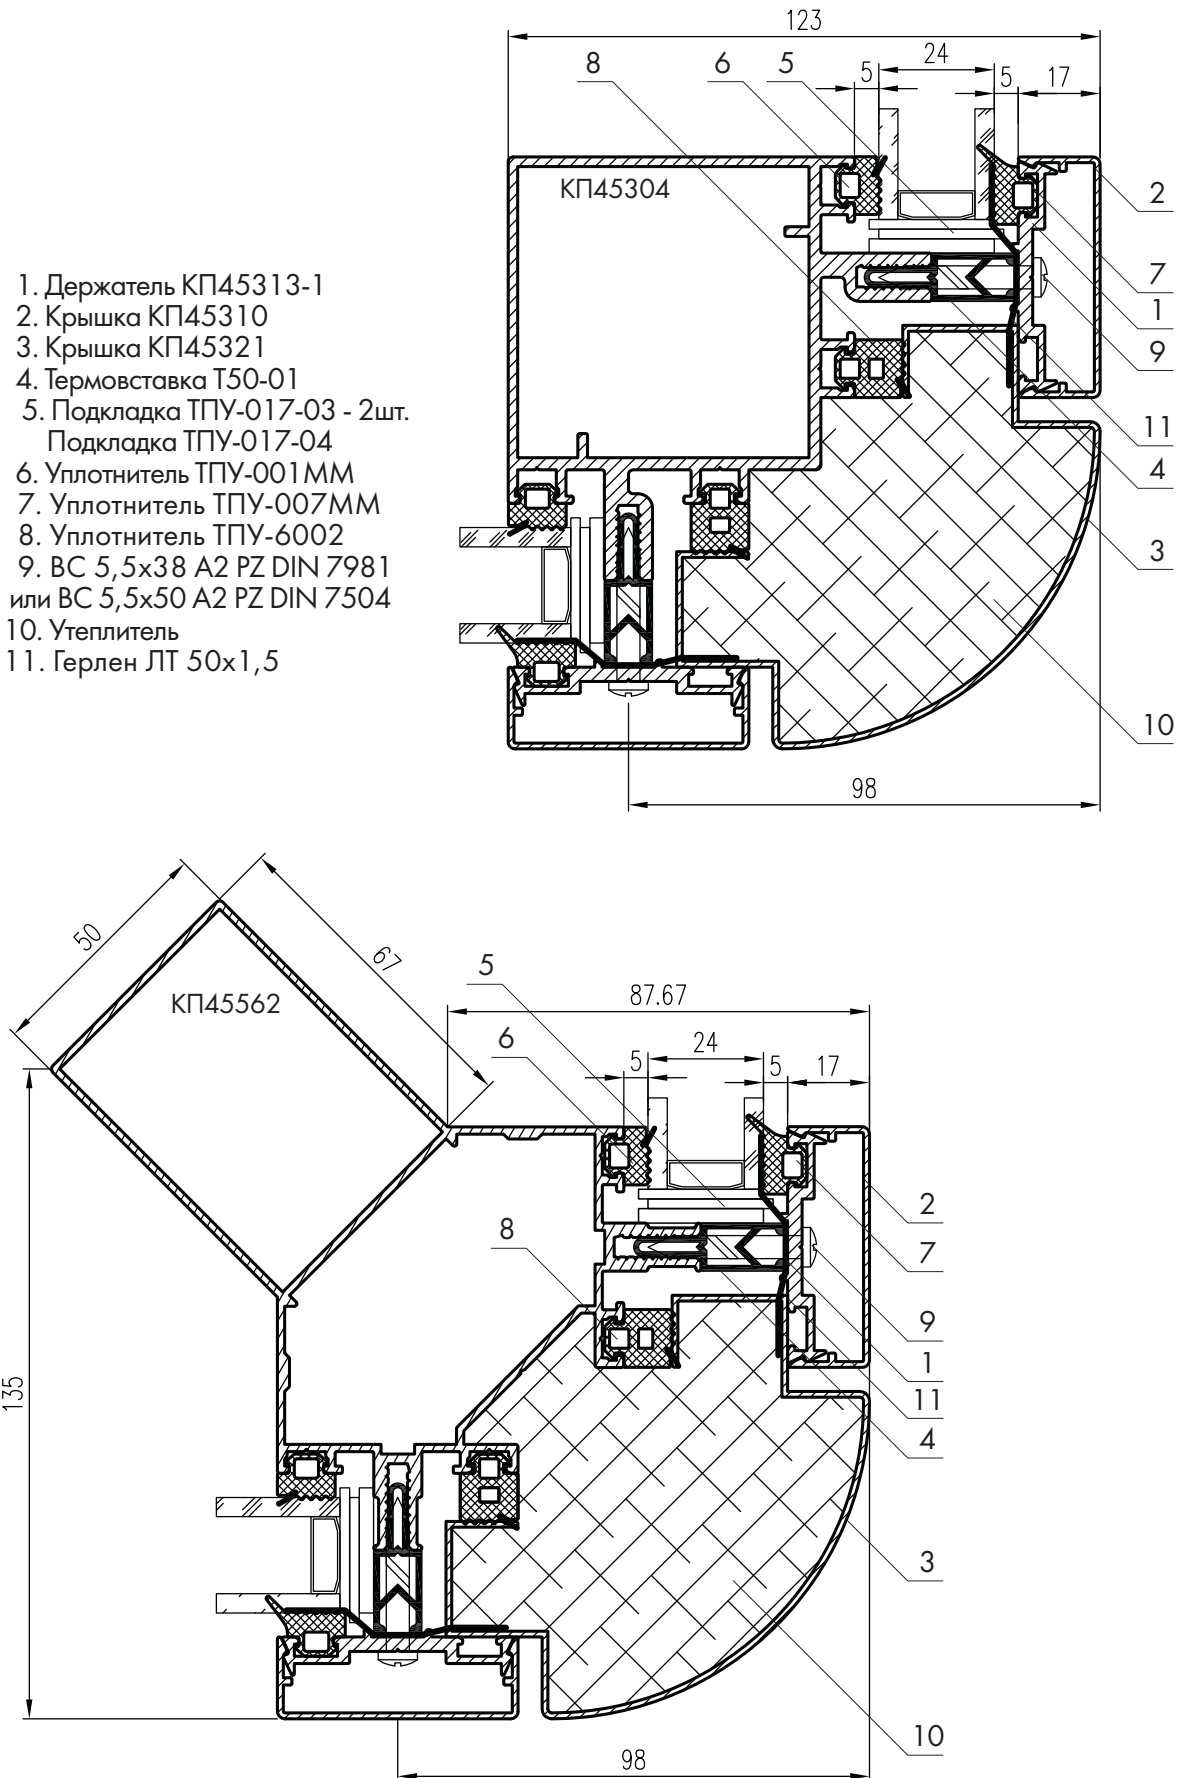 123
8
6
5
5
24
5
17
КП45304
2
7
1
9
11
4
3
10
98
1. Держатель КП45313-1
2. Крышка КП45310
3. Крышка КП45321
4. Термовставка Т50-01
5. Подкладка ТПУ-017-03 - 2шт.
Подкладка ТПУ-017-04
6. Уплотнитель ТПУ-001ММ
7. Уплотнитель ТПУ-007ММ
8. Уплотнитель ТПУ-6002
9. ВС 5,5х38 А2 PZ DIN 7981
или ВС 5,5х50 А2 PZ DIN 7504
10. Утеплитель
11. Герлен ЛТ 50х1,5
50
67
КП45562
5
87.67
6
5
24
5
17
8
2
7
9
1
11
4
3
10
135
98